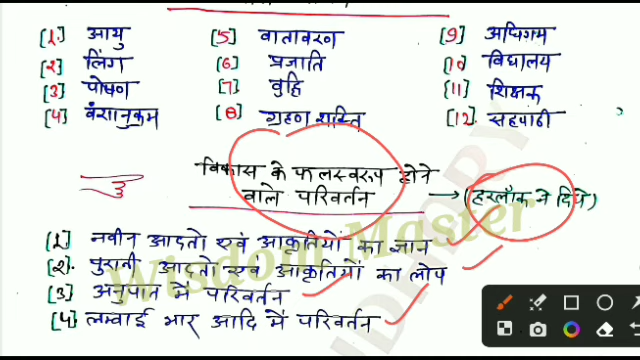 [1] आयु [5] वातावरण [9] अधिगम
[2] लिंग [6] प्रजाति [10] विद्यालय
[3] पोषण [7] वुद्दि [11] शिक्षक
[4] वंशानुक्रम [8] ग्रहण शक्ति [12] सहपाठी
विकास के फलस्वरूप होने
वाले परिवर्तन → (हरलॉक ने दिये)
[1] नवीन आदतो एवं आकृतियो का ज्ञान
[2]. पुरानी आदतो एवं आकृतियों का लोप
[3] अनुपात में परिवर्तन
[4] लम्बाई भार आदि में परिवर्तन
Wisdom Master